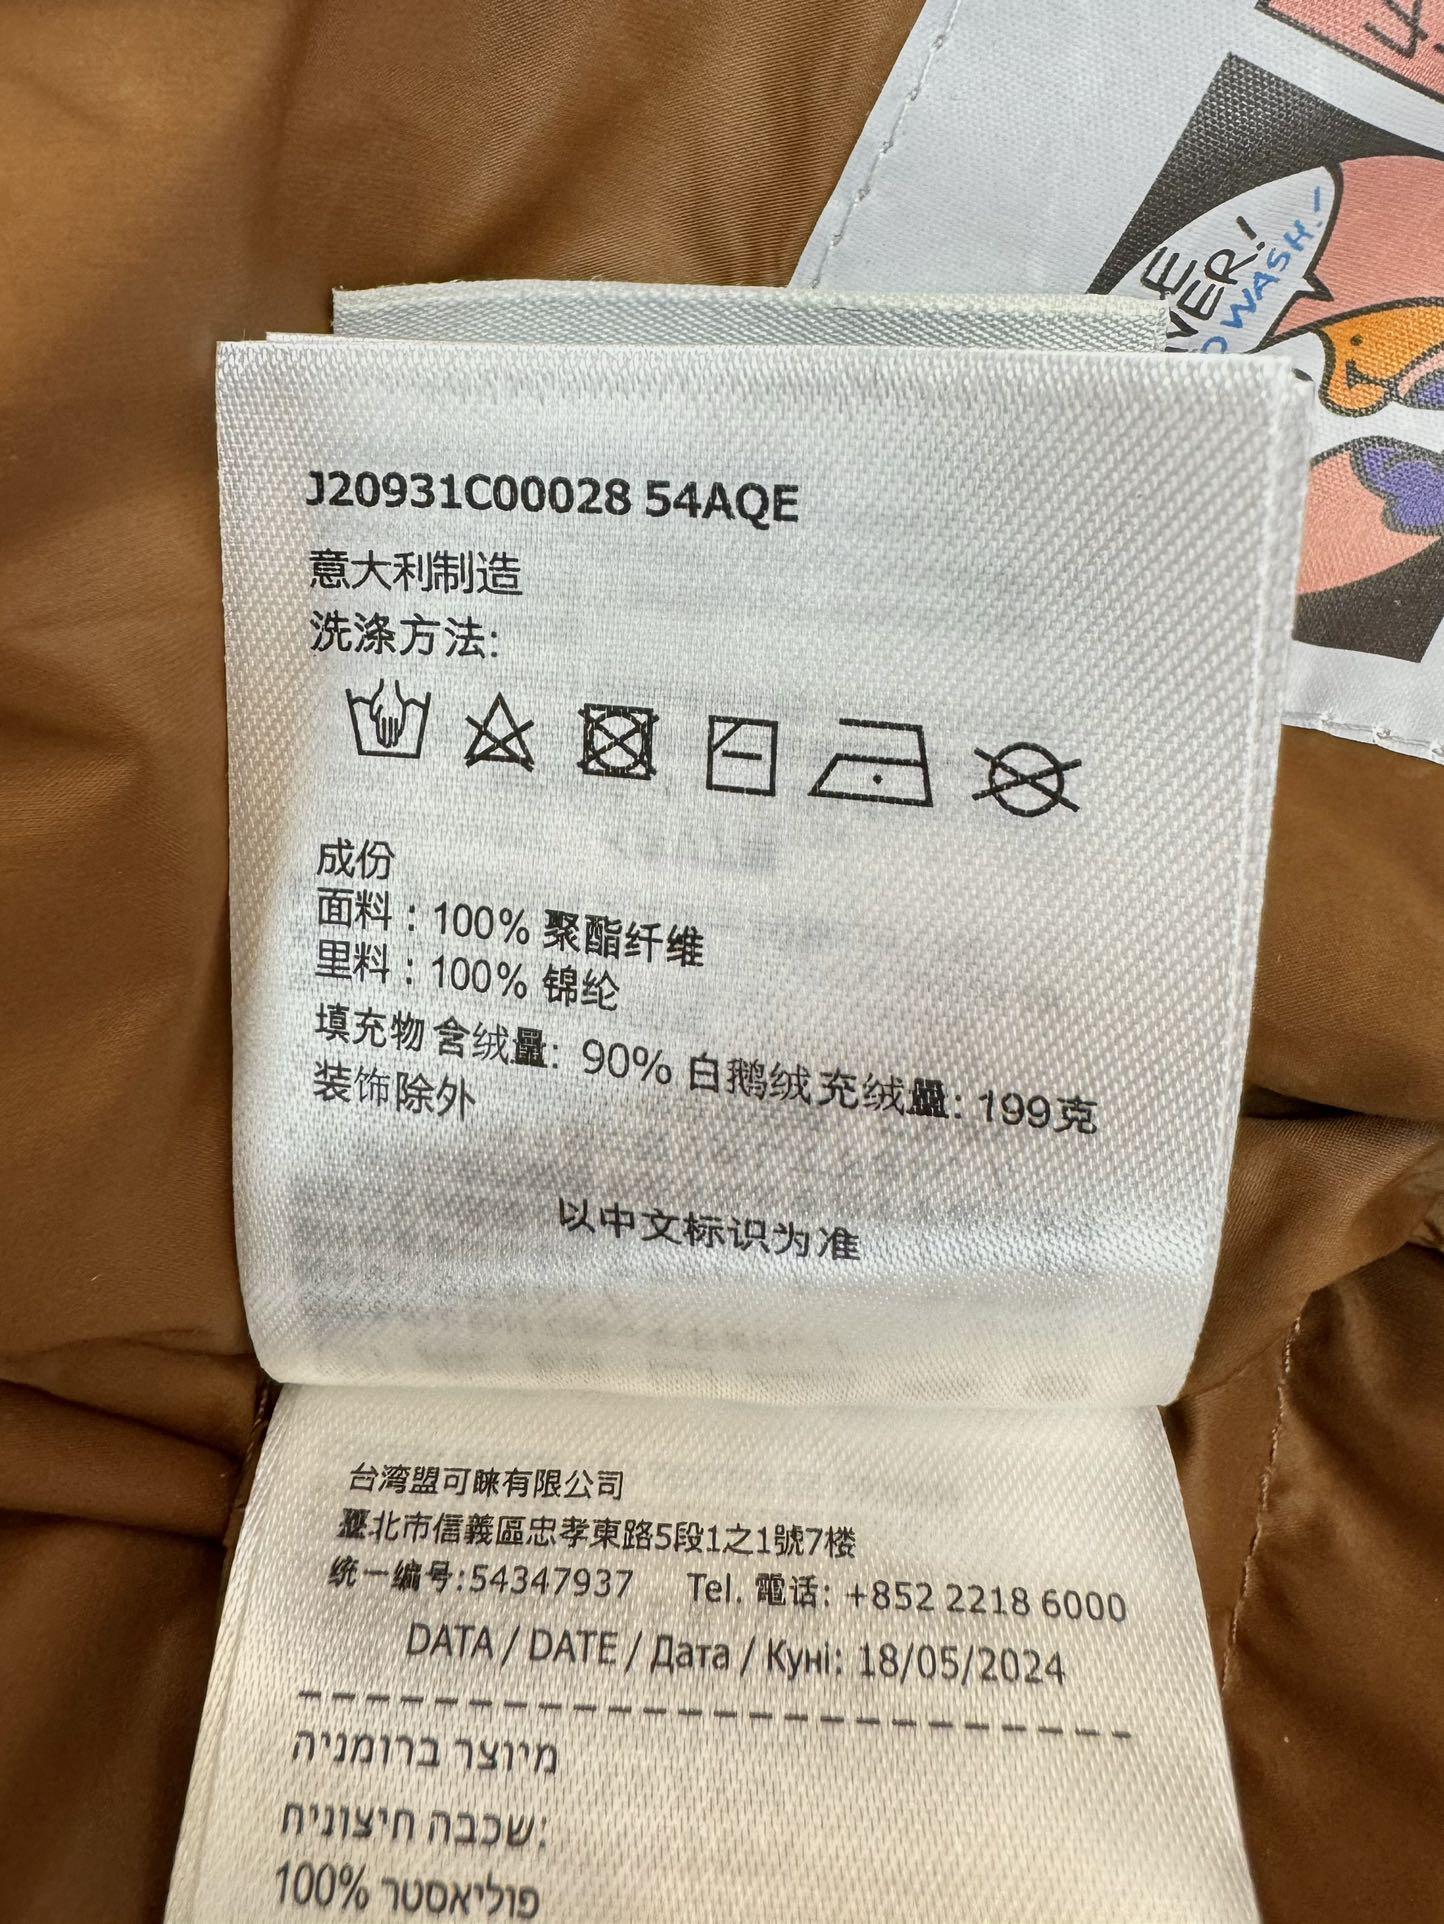 WASH!
J20931C00028 54AQE
意大利制造
洗涤方法:
成份
面料 : 100% 聚酯纤维
里料 : 100% 锦纶
填充物 含绒量: 90% 白鹅绒 充绒量: 199克
装饰除外
以中文标识为准
台湾盟可睐有限公司
臺北市信義區忠孝東路5段1之1號7楼
统一编号:54347937 Tel. 電话: +852 2218 6000
DATA / DATE / Дата / Күні: 18/05/2024
מיוצר ברומניה
שכבה חיצונית:
100% פוליאסטר